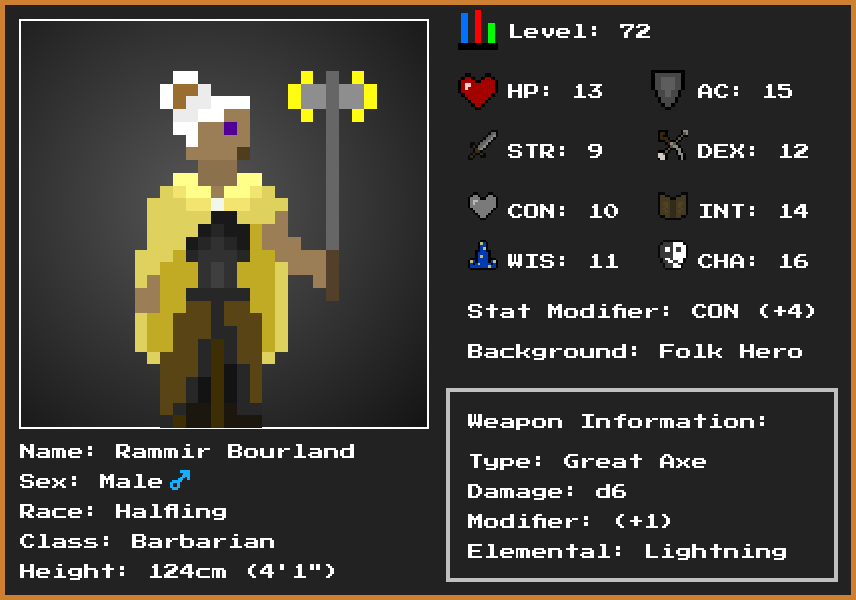 Level: 72
HP: 13 AC: 15
STR: 9 DEX: 12
CON: 10 INT: 14
WIS: 11 CHA: 16
Stat Modifier: CON (+4)
Background: Folk Hero
Weapon Information:
Type: Great Axe
Damage: d6
Modifier: (+1)
Elemental: Lightning
Name: Rammir Bourland
Sex: Male ♂
Race: Halfling
Class: Barbarian
Height: 124cm (4'1")